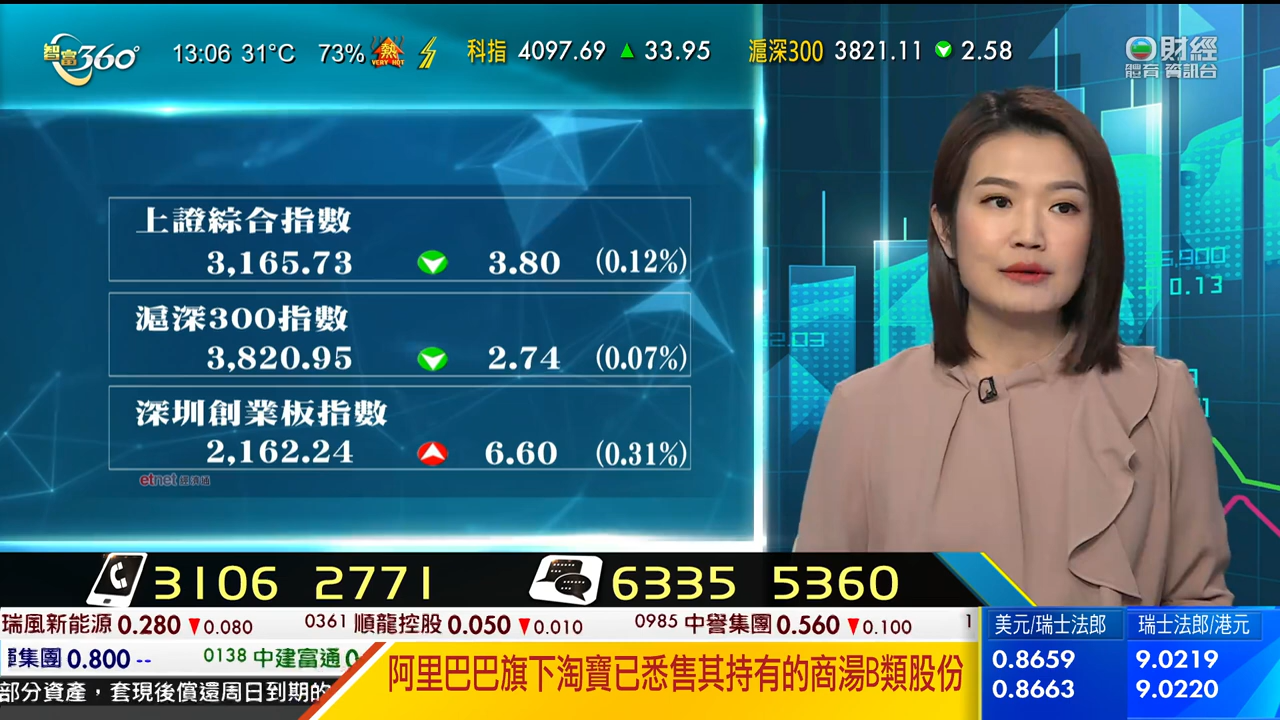 智富360°
13:06 31°C 73% 熱 VERY HOT 科指 4097.69 ▲ 33.95 滬深300 3821.11 2.58
財經
體育 資訊台
上證綜合指數
3,165.73 3.80 (0.12%)
滬深300指數
3,820.95 2.74 (0.07%)
深圳創業板指數
2,162.24 6.60 (0.31%)
etnet 經濟通
0.13
3106 2771 6335 5360
瑞風新能源 0.280 ▼0.080 0361 順龍控股 0.050 ▼0.010 0985 中譽集團 0.560 ▼0.100 1
集團 0.800 -- 0138 中建富通 0
部分資產，套現後償還周日到期的
阿里巴巴旗下淘寶已悉售其持有的商湯B類股份
美元/瑞士法郎 瑞士法郎/港元
0.8659 9.0219
0.8663 9.0220